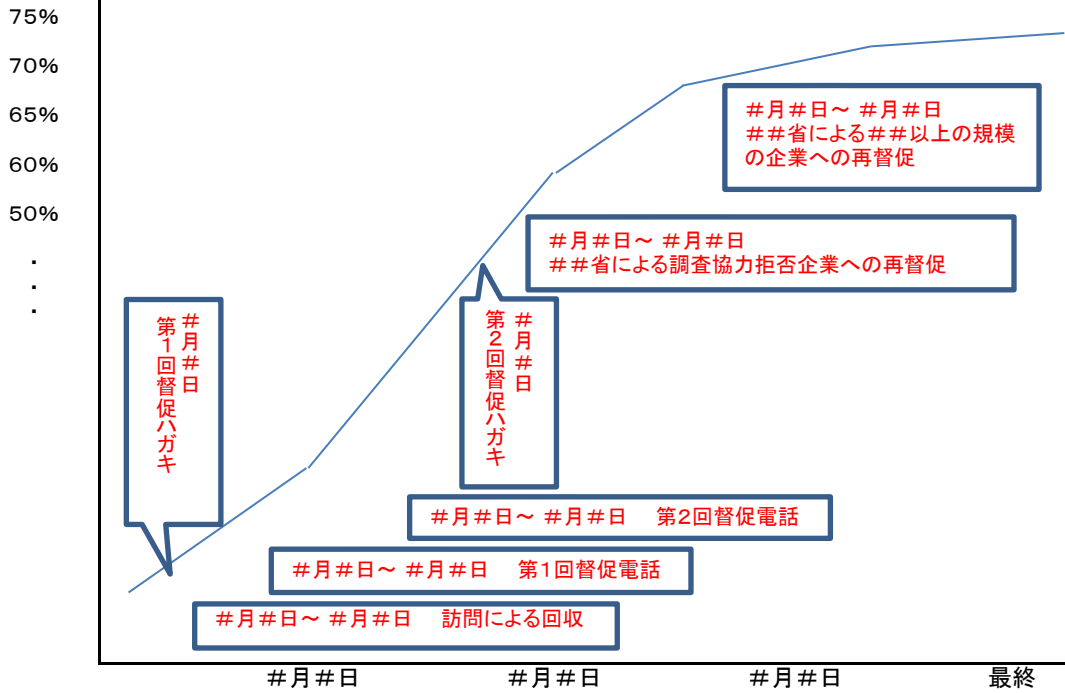 75%
70%
65%
60%
50%
．
．
．
＃月＃日～ ＃月＃日
＃＃省による＃＃以上の規模
の企業への再督促
＃月＃日～ ＃月＃日
＃＃省による調査協力拒否企業への再督促
＃月＃日
第１回督促ハガキ
＃月＃日
第２回督促ハガキ
＃月＃日～ ＃月＃日　第２回督促電話
＃月＃日～ ＃月＃日　第１回督促電話
＃月＃日～ ＃月＃日　訪問による回収
＃月＃日
＃月＃日
＃月＃日
最終